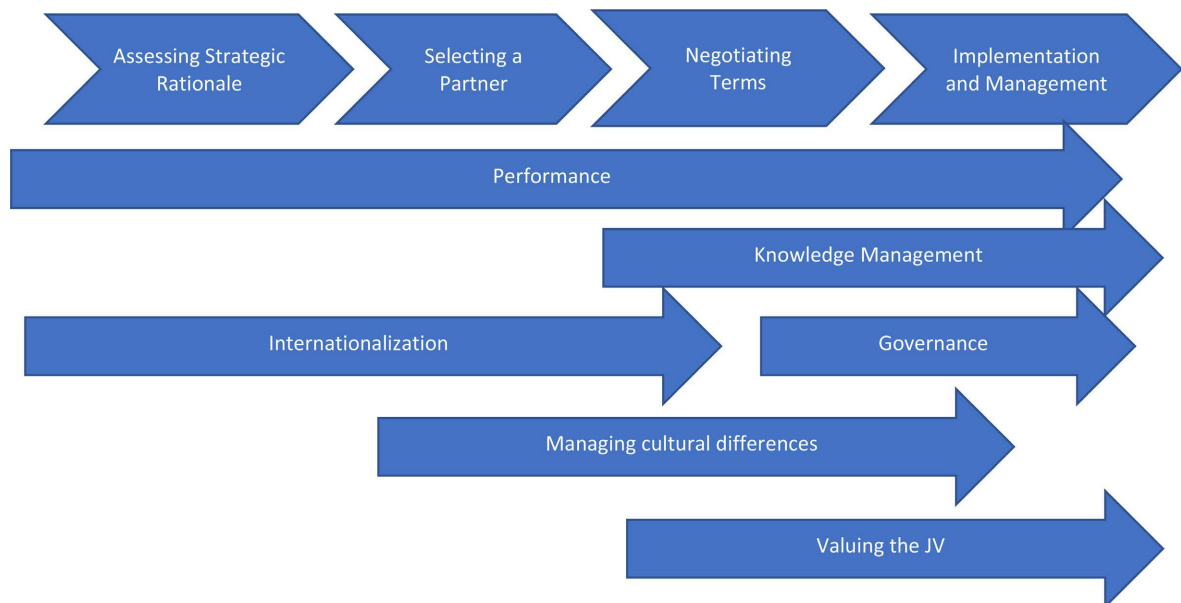 Assessing Strategic
Rationale
Selecting a
Partner
Negotiating
Terms
Implementation
and Management
Performance
Knowledge Management
Internationalization
Governance
Managing cultural differences
Valuing the JV